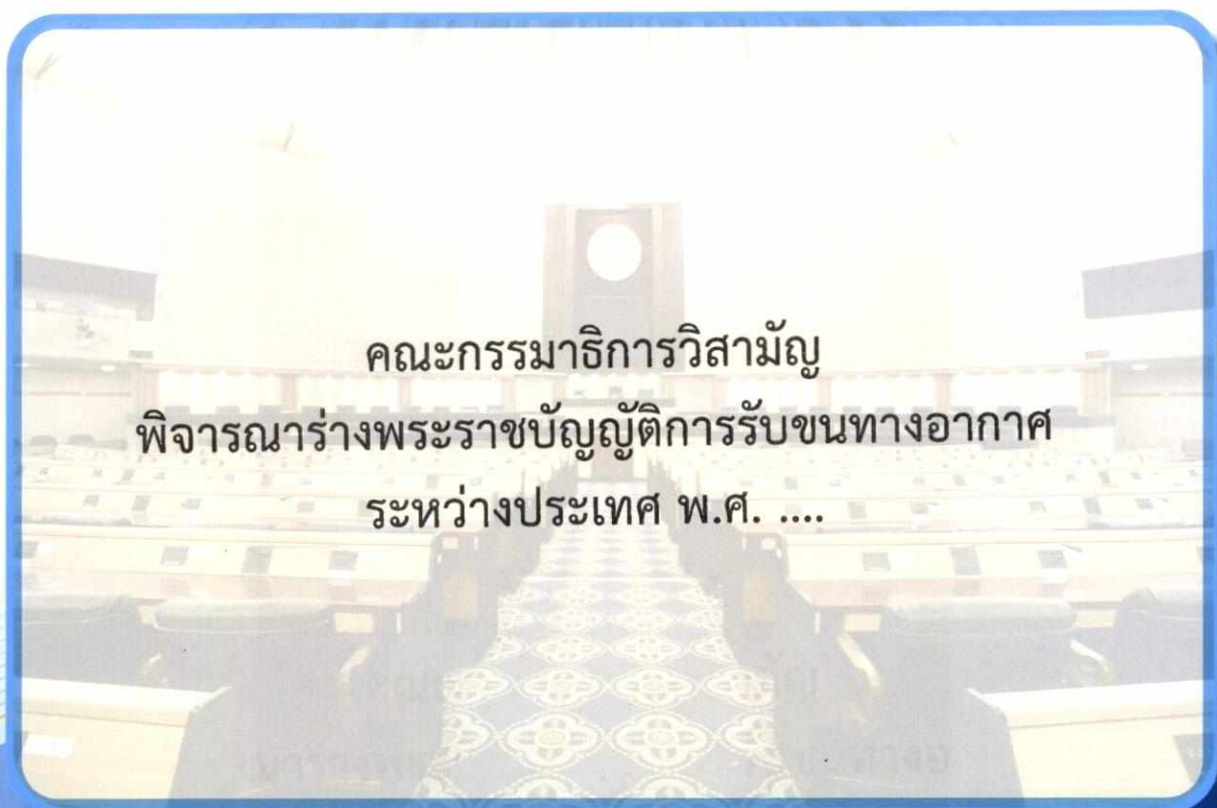 คณะกรรมาธิการวิสามัญ
พิจารณาร่างพระราชบัญญัติการรับขนทางอากาศ
ระหว่างประเทศ พ.ศ. ....